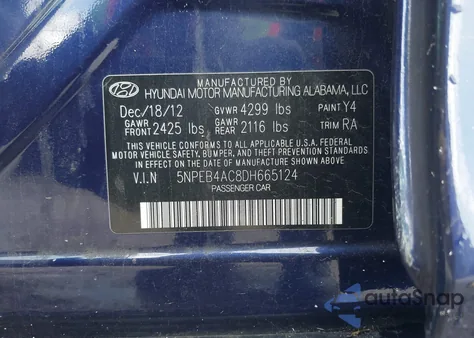 MANUFACTURED BY
HYUNDAI MOTOR MANUFACTURING ALABAMA, LLC
Dec/18/12 GVWR 4299 lbs PAINT Y4
GAWR FRONT 2425 lbs GAWR REAR 2116 lbs TRIM RA
THIS VEHICLE CONFORMS TO ALL APPLICABLE U.S.A. FEDERAL
MOTOR VEHICLE SAFETY, BUMPER, AND THEFT PREVENTION STANDARDS
IN EFFECT ON THE DATE OF MANUFACTURE SHOWN ABOVE.
V.I.N 5NPEB4AC8DH665124
PASSENGER CAR
autoSnap